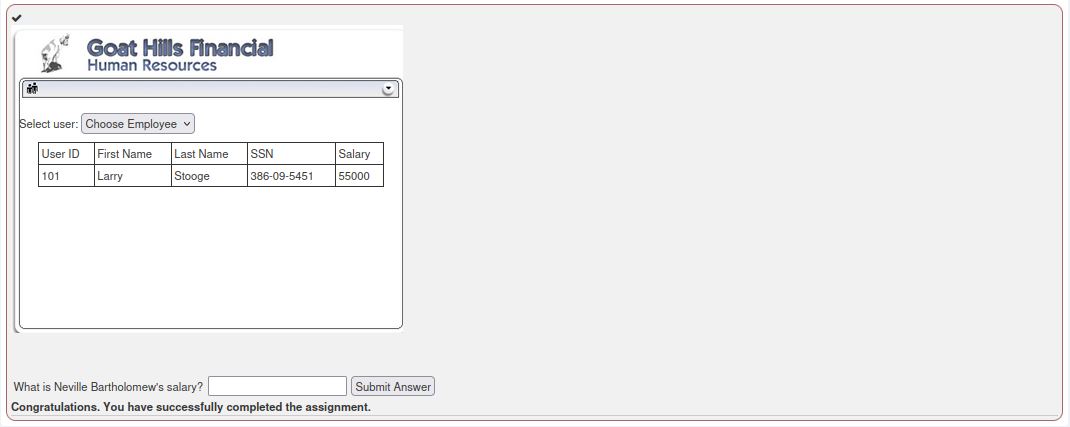 Goat Hills Financial
Human Resources
Select user: Choose Employee
User ID First Name Last Name SSN Salary
101 Larry Stooge 386-09-5451 55000
What is Neville Bartholomew's salary? Submit Answer
Congratulations. You have successfully completed the assignment.